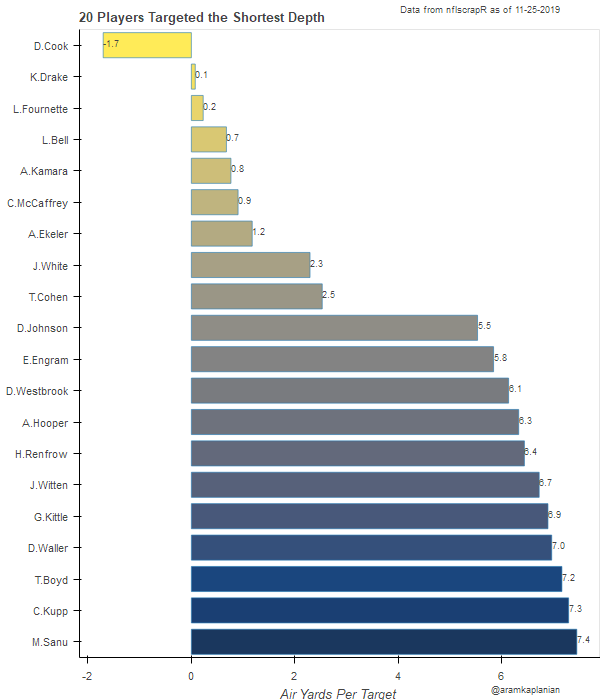 20 Players Targeted the Shortest Depth
Data from nflscrapR as of 11-25-2019
D.Cook -1.7
K.Drake 0.1
L.Fournette 0.2
L.Bell 0.7
A.Kamara 0.8
C.McCaffrey 0.9
A.Ekeler 1.2
J.White 2.3
T.Cohen 2.5
D.Johnson 5.5
E.Engram 5.8
D.Westbrook 6.1
A.Hooper 6.3
H.Renfrow 6.4
J.Witten 6.7
G.Kittle 6.9
D.Waller 7.0
T.Boyd 7.2
C.Kupp 7.3
M.Sanu 7.4
-2 0 2 4 6
Air Yards Per Target
@aramkaplanian